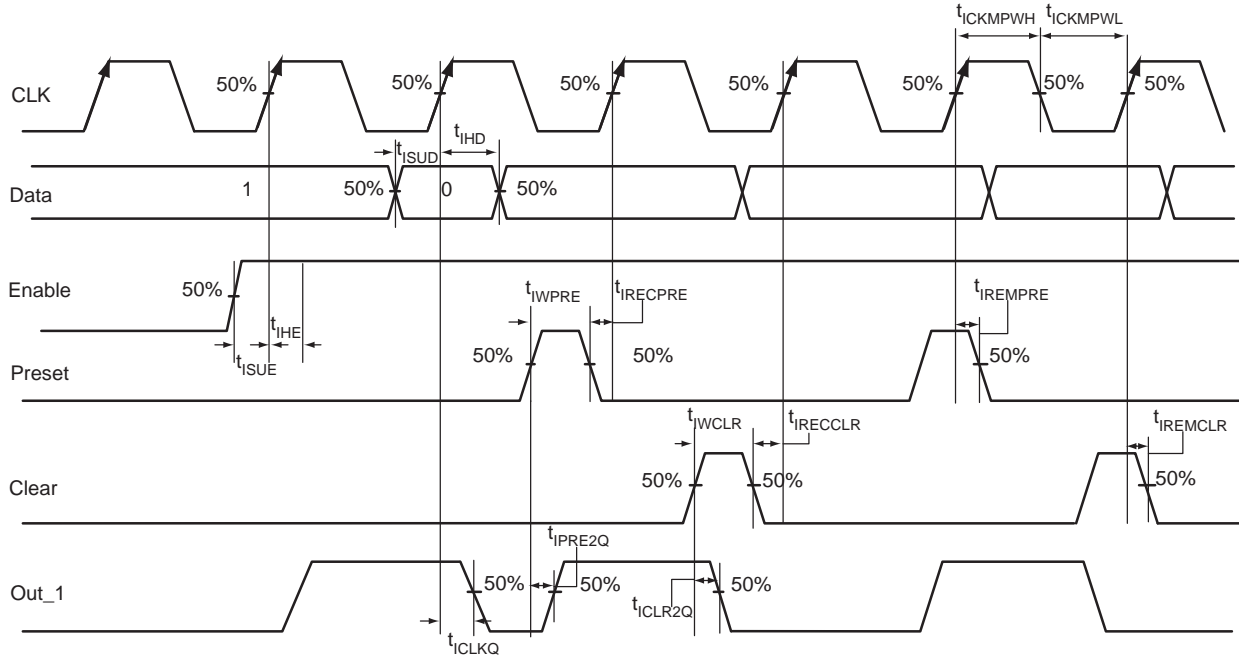 tICKMPWH tICKMPWL
CLK 50% 50% 50% 50% 50% 50% 50%
tISUD tIHD
Data 1 50% 0 50%
Enable 50%
tIHE
tISUE
tIWPRE tIRECPRE tIREMPRE
Preset 50% 50% 50%
tIWCLR tIRECCLR tIREMCLR
Clear 50% 50% 50%
tIPRE2Q
Out_1 50% 50% 50%
tICLR2Q
tICLKQ